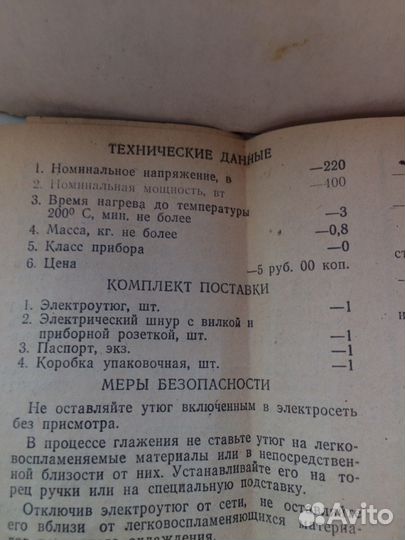 ТЕХНИЧЕСКИЕ ДАННЫЕ
1. Номинальное напряжение, в —220
2. Номинальная мощность, вт —400
3. Время нагрева до температуры
200° С, мин. не более —3
4. Масса, кг. не более —0,8
5. Класс прибора —0
6. Цена —5 руб. 00 коп.
КОМПЛЕКТ ПОСТАВКИ
1. Электроутюг, шт. —1
2. Электрический шнур с вилкой и
приборной розеткой, шт. —1
3. Паспорт, экз. —1
4. Коробка упаковочная, шт. —1
МЕРЫ БЕЗОПАСНОСТИ
Не оставляйте утюг включенным в электросеть
без присмотра.
В процессе глажения не ставьте утюг на легко-
воспламеняемые материалы или в непосредствен-
ной близости от них. Устанавливайте его на то-
рец ручки или на специальную подставку.
Отключив электроутюг от сети, не оставляйте
его вблизи от легковоспламеняющихся материа-
Avito